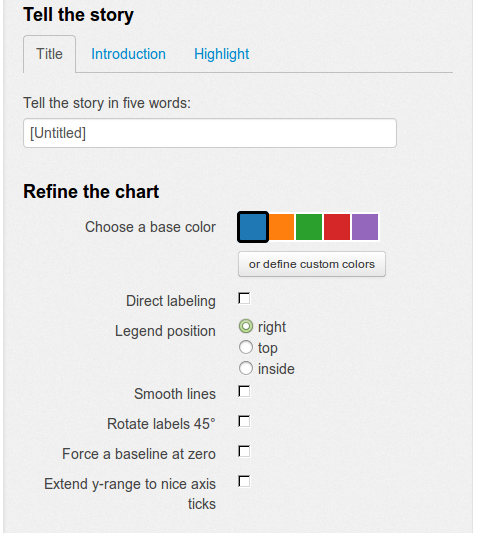 Tell the story
Title Introduction Highlight
Tell the story in five words:
[Untitled]
Refine the chart
Choose a base color
or define custom colors
Direct labeling
Legend position right
top
inside
Smooth lines
Rotate labels 45°
Force a baseline at zero
Extend y-range to nice axis
ticks